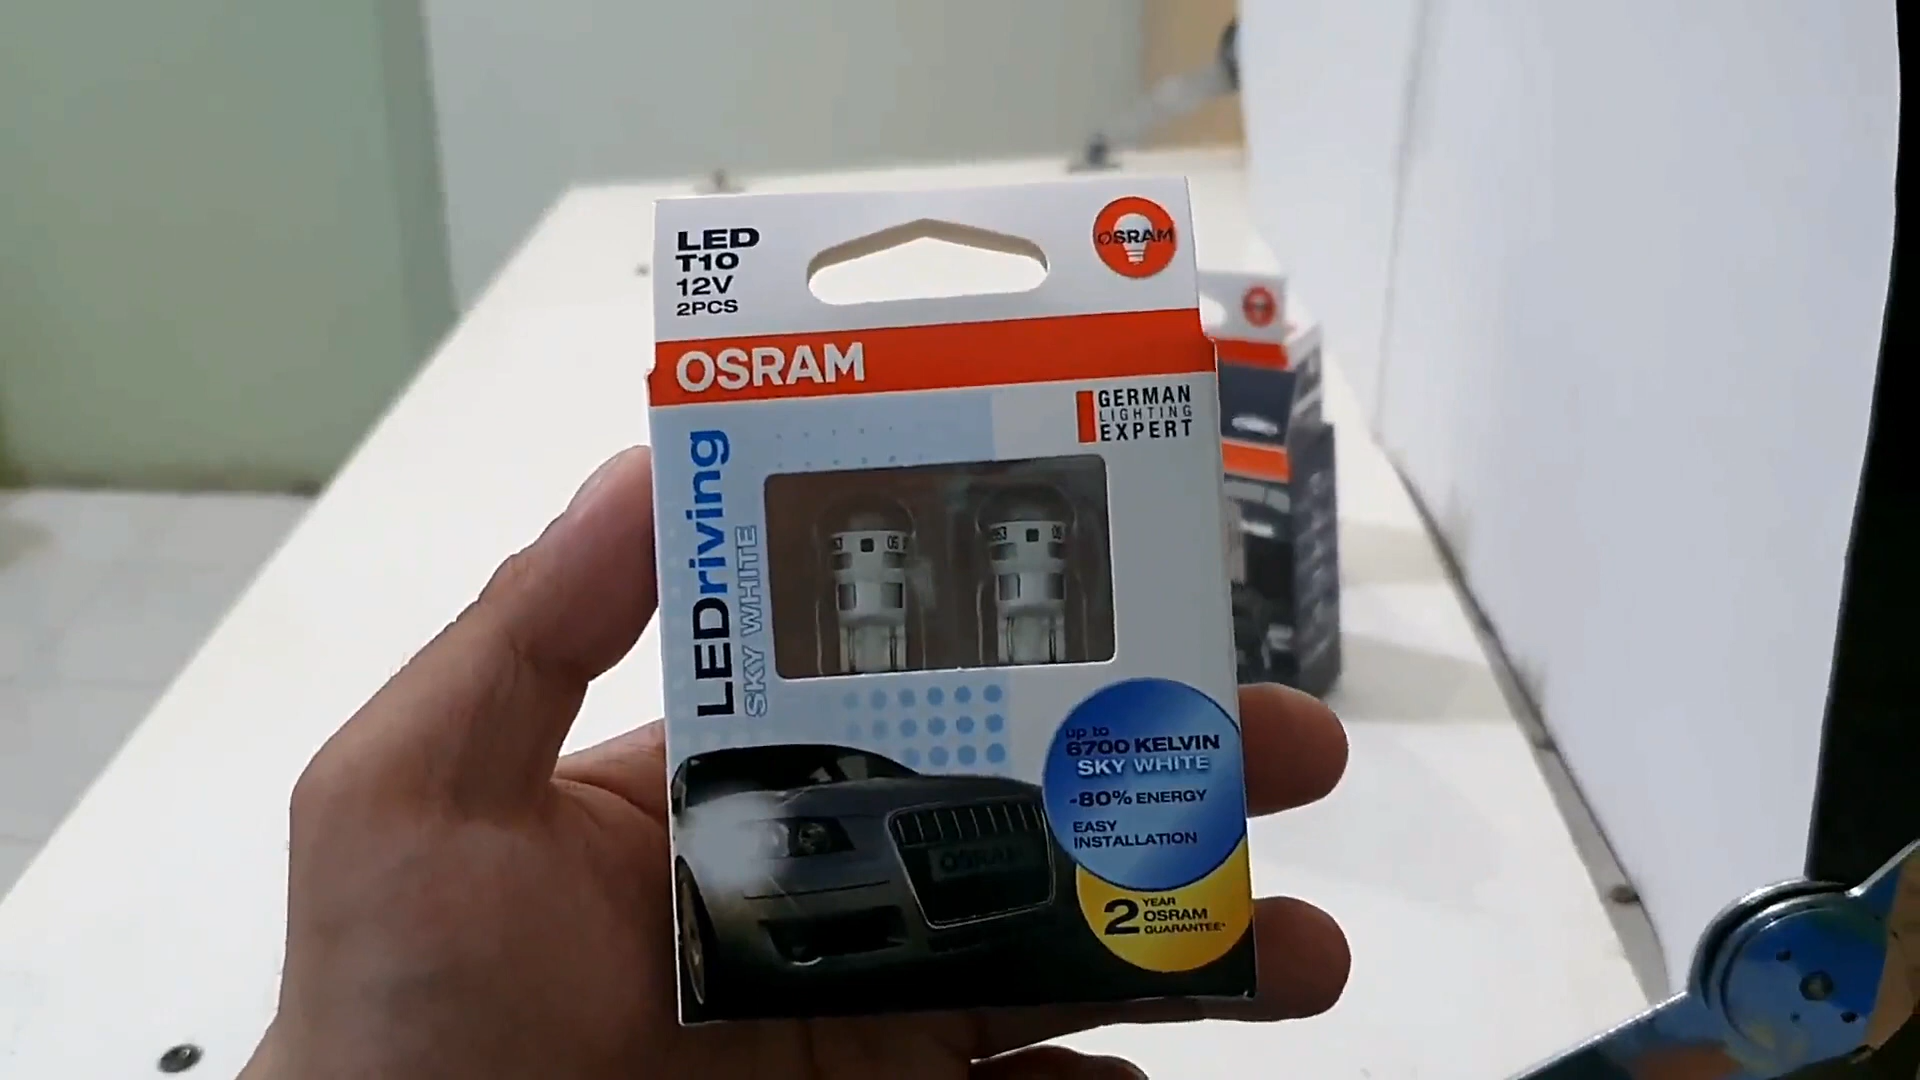 LED
T10
12V
2PCS
OSRAM
OSRAM
GERMAN
LIGHTING
EXPERT
LEDriving
SKY WHITE
up to
6700 KELVIN
SKY WHITE
-80% ENERGY
EASY
INSTALLATION
OSRAM
2 YEAR
OSRAM
GUARANTEE*